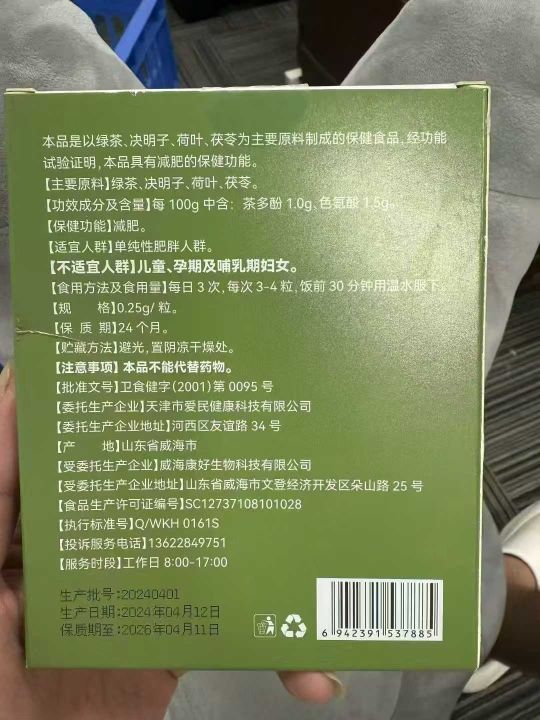 本品是以绿茶、决明子、荷叶、茯苓为主要原料制成的保健食品,经功能
试验证明,本品具有减肥的保健功能。
【主要原料】绿茶、决明子、荷叶、茯苓。
【功效成分及含量】每 100g 中含: 茶多酚 1.0g、色氨酸 1.5g。
【保健功能】减肥。
【适宜人群】单纯性肥胖人群。
【不适宜人群】儿童、孕期及哺乳期妇女。
【食用方法及食用量】每日 3 次, 每次 3-4 粒, 饭前 30 分钟用温水服下。
【规 格】0.25g/ 粒。
【保 质 期】24 个月。
【贮藏方法】避光, 置阴凉干燥处。
【注意事项】本品不能代替药物。
【批准文号】卫食健字(2001)第 0095 号
【委托生产企业】天津市爱民健康科技有限公司
【委托生产企业地址】河西区友谊路 34 号
【产 地】山东省威海市
【受委托生产企业】威海康好生物科技有限公司
【受委托生产企业地址】山东省威海市文登经济开发区朵山路 25 号
【食品生产许可证编号】SC12737108101028
【执行标准号】Q/WKH 0161S
【投诉服务电话】13622849751
【服务时段】工作日 8:00-17:00
生产批号:20240401
生产日期:2024年04月12日
保质期至:2026年04月11日
6 942391 537885